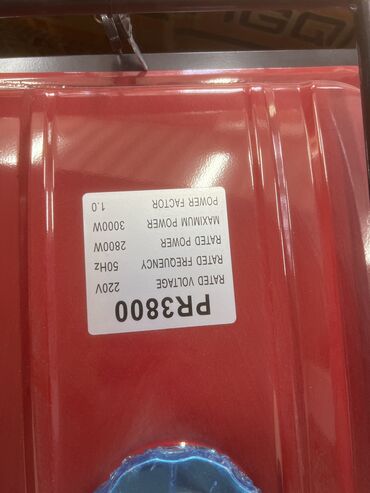 PR3800
RATED VOLTAGE 220V
RATED FREQUENCY 50Hz
RATED POWER 2800W
MAXIMUM POWER 3000W
POWER FACTOR 1.0